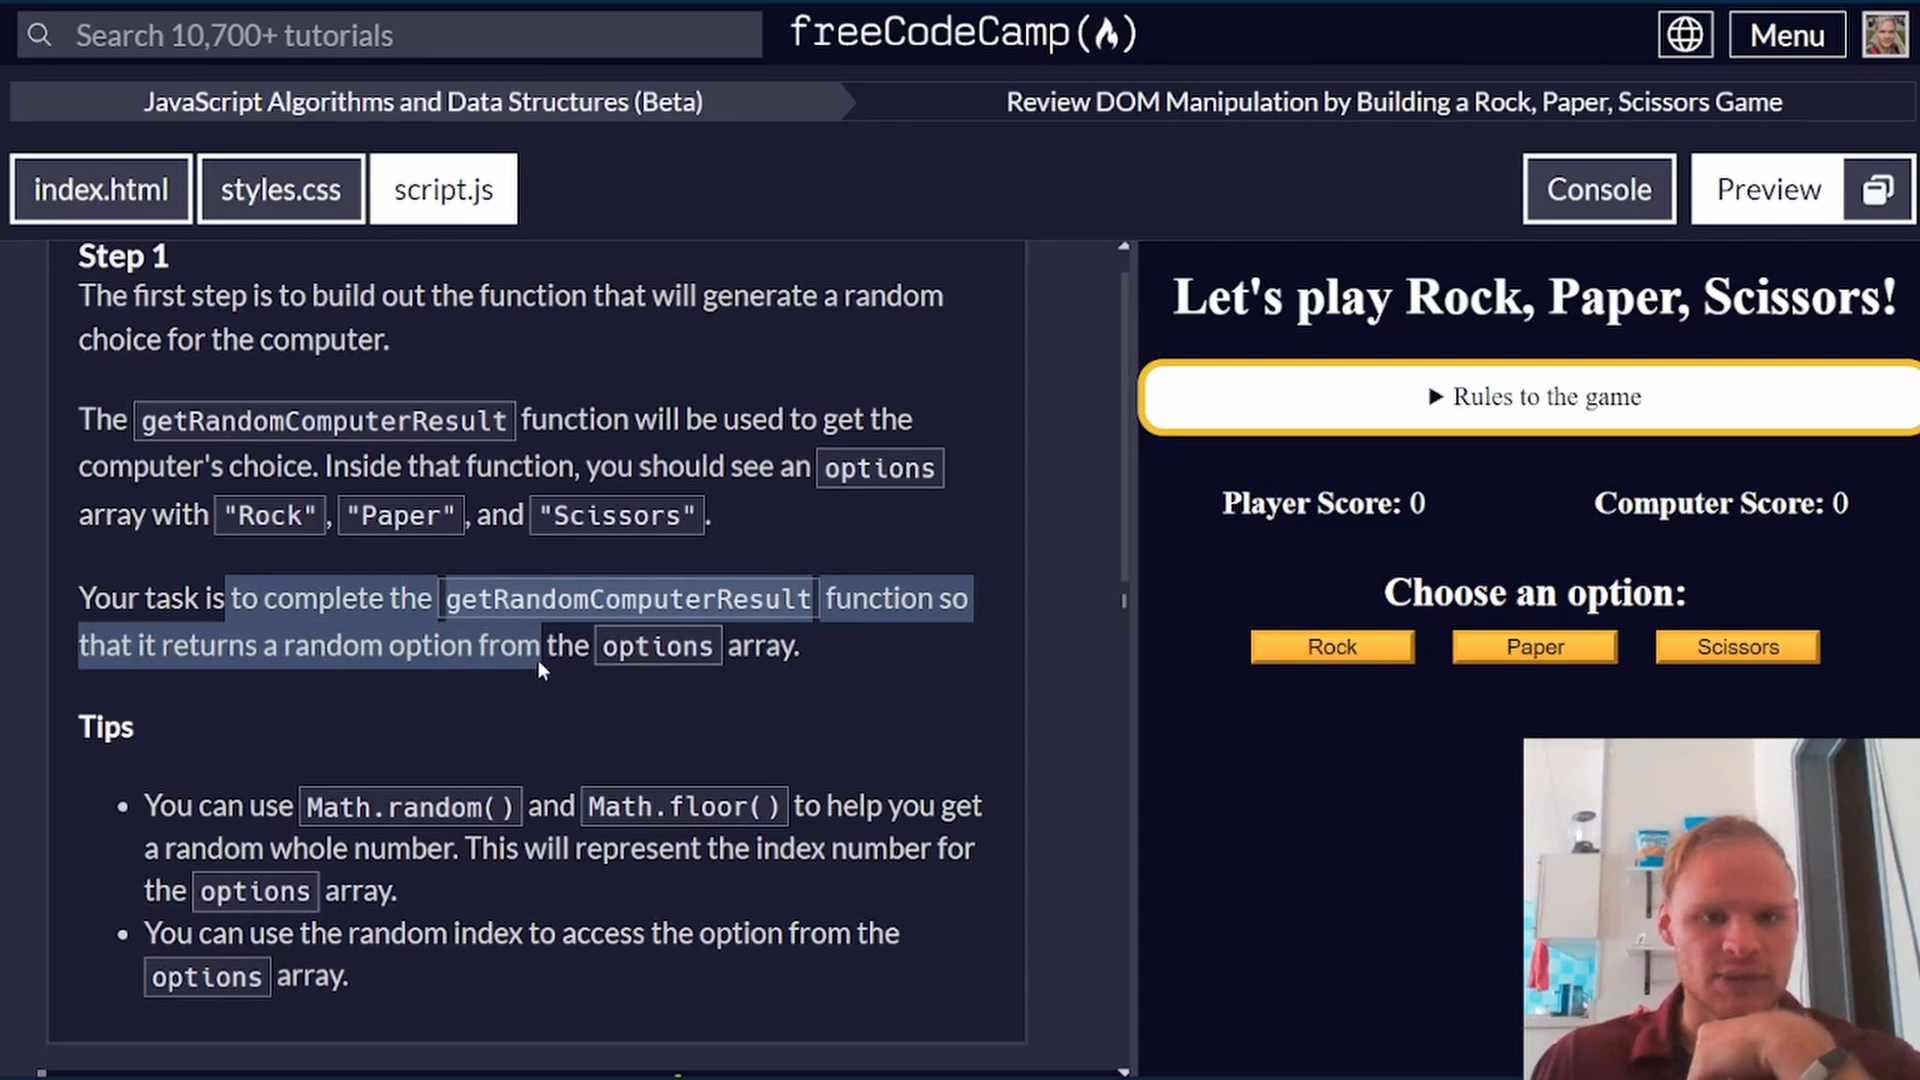 Search 10,700+ tutorials
freeCodeCamp
Menu
JavaScript Algorithms and Data Structures (Beta)
Review DOM Manipulation by Building a Rock, Paper, Scissors Game
index.html
styles.css
script.js
Console
Preview
Step 1
The first step is to build out the function that will generate a random
choice for the computer.
The getRandomComputerResult function will be used to get the
computer's choice. Inside that function, you should see an options
array with "Rock", "Paper", and "Scissors".
Your task is to complete the getRandomComputerResult function so
that it returns a random option from the options array.
Tips
You can use Math.random() and Math.floor() to help you get
a random whole number. This will represent the index number for
the options array.
You can use the random index to access the option from the
options array.
Let's play Rock, Paper, Scissors!
Rules to the game
Player Score: 0
Computer Score: 0
Choose an option:
Rock
Paper
Scissors